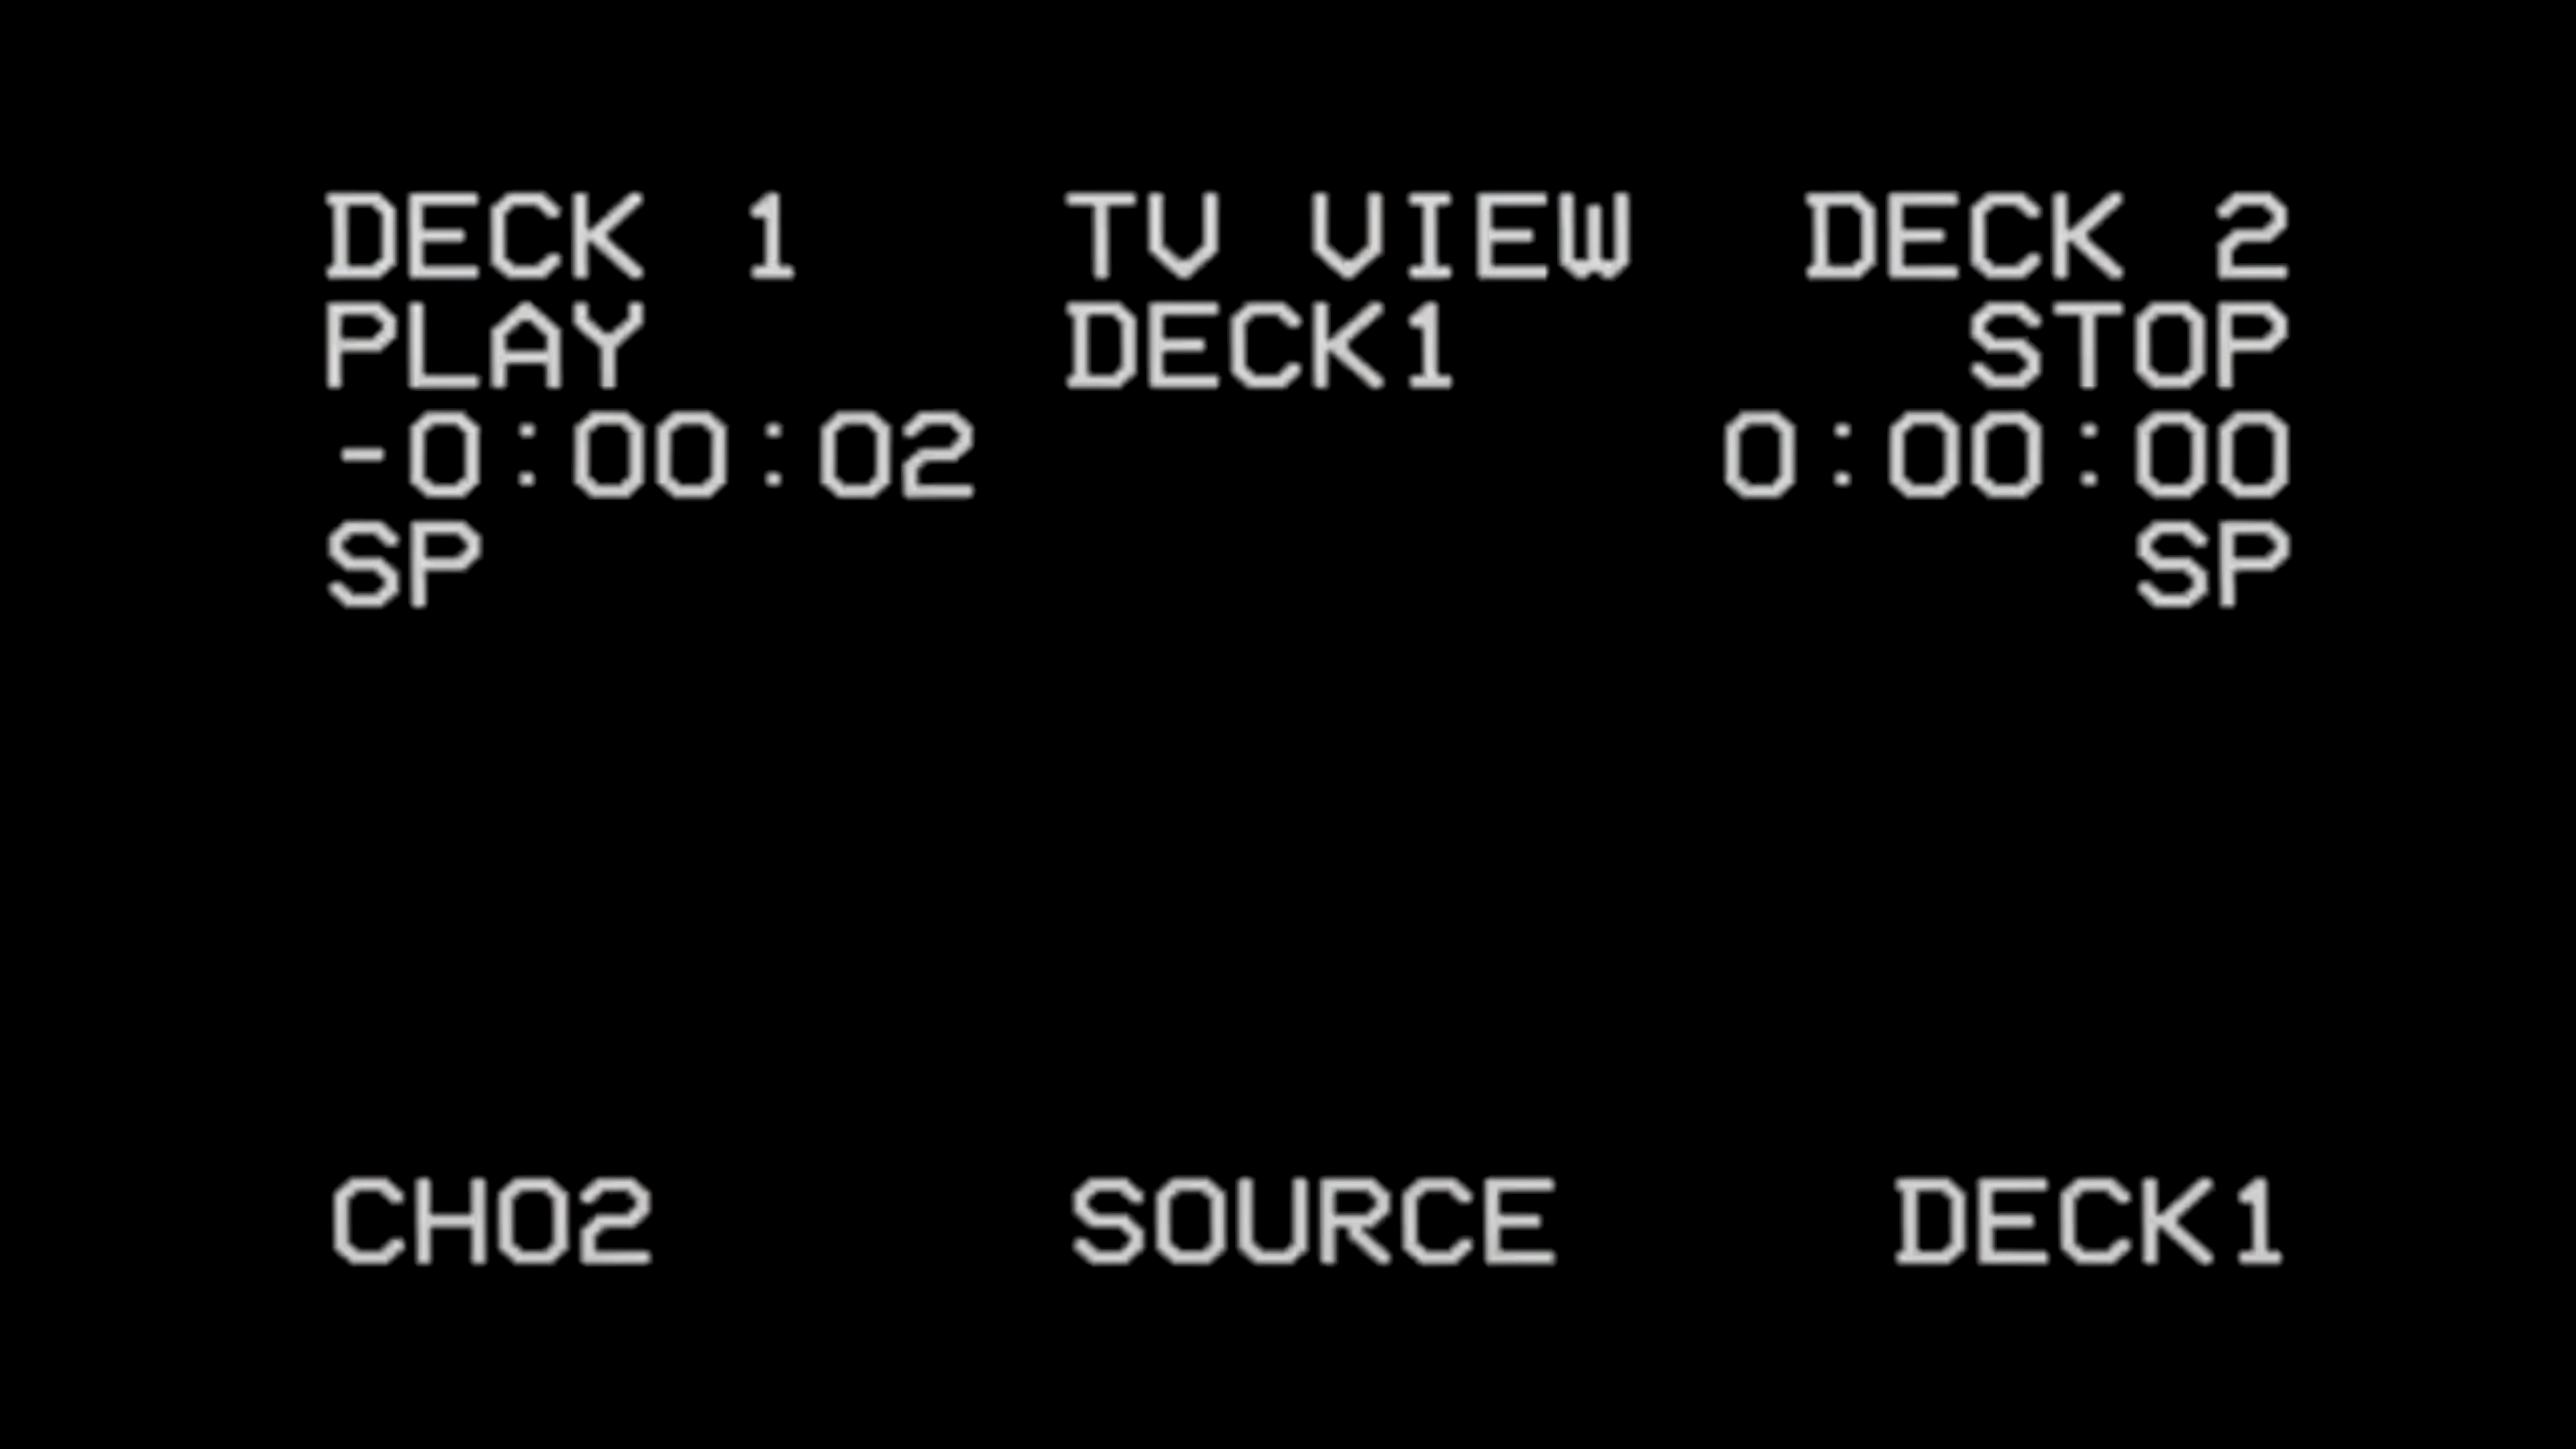 DECK 1 TV VIEW DECK 2
PLAY DECK1 STOP
-0:00:02 0:00:00
SP SP
CH02 SOURCE DECK1